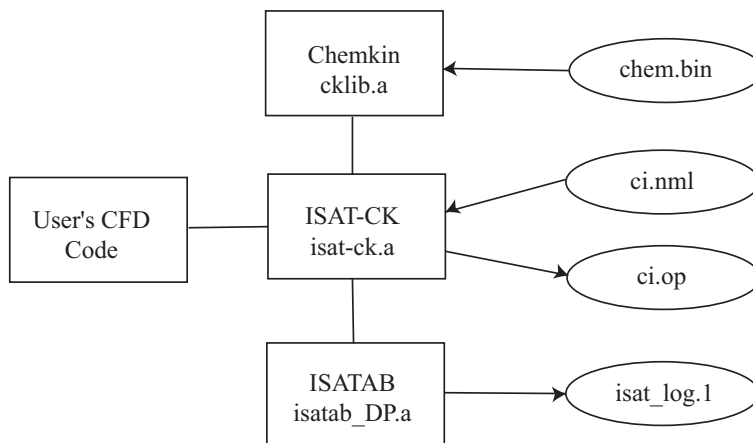 Chemkin
cklib.a
chem.bin
User's CFD
Code
ISAT-CK
isat-ck.a
ci.nml
ci.op
ISATAB
isatab_DP.a
isat_log.1